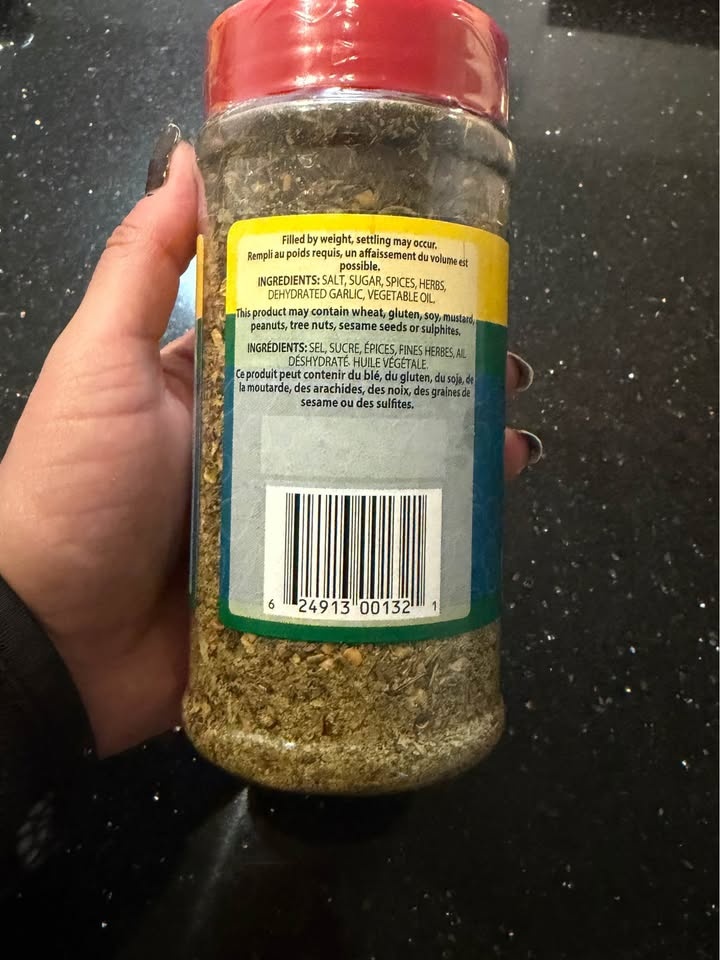 Filled by weight, settling may occur.
Rempli au poids requis, un affaissement du volume est
possible.
INGREDIENTS: SALT, SUGAR, SPICES, HERBS,
DEHYDRATED GARLIC, VEGETABLE OIL.
This product may contain wheat, gluten, soy, mustard,
peanuts, tree nuts, sesame seeds or sulphites.
INGRÉDIENTS: SEL, SUCRE, ÉPICES, FINES HERBES, AIL
DÉSHYDRATÉ. HUILE VÉGÉTALE.
Ce produit peut contenir du blé, du gluten, du soja, de
la moutarde, des arachides, des noix, des graines de
sesame ou des sulfites.
6 24913 00132 1